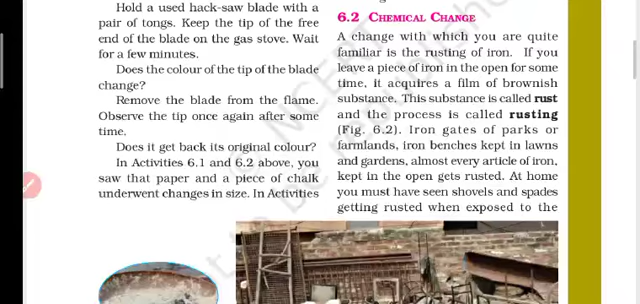 Hold a used hack-saw blade with a
pair of tongs. Keep the tip of the free
end of the blade on the gas stove. Wait
for a few minutes.
Does the colour of the tip of the blade
change?
Remove the blade from the flame.
Observe the tip once again after some
time.
Does it get back its original colour?
In Activities 6.1 and 6.2 above, you
saw that paper and a piece of chalk
underwent changes in size. In Activities
6.2 CHEMICAL CHANGE
A change with which you are quite
familiar is the rusting of iron. If you
leave a piece of iron in the open for some
time, it acquires a film of brownish
substance. This substance is called rust
and the process is called rusting
(Fig. 6.2). Iron gates of parks or
farmlands, iron benches kept in lawns
and gardens, almost every article of iron,
kept in the open gets rusted. At home
you must have seen shovels and spades
getting rusted when exposed to the